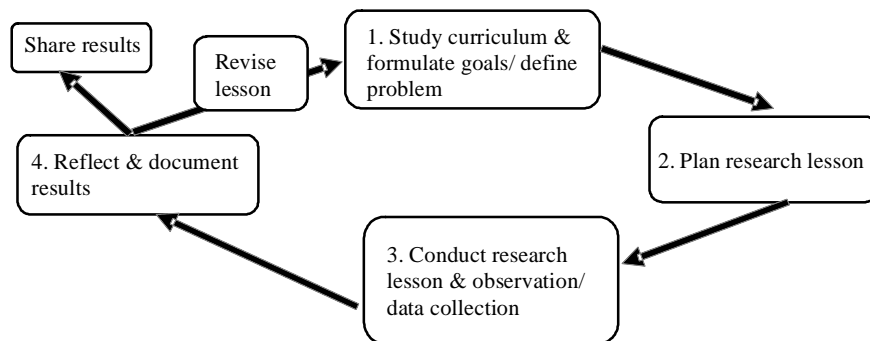 Share results
Revise
lesson
1. Study curriculum &
formulate goals/ define
problem
2. Plan research lesson
3. Conduct research
lesson & observation/
data collection
4. Reflect & document
results